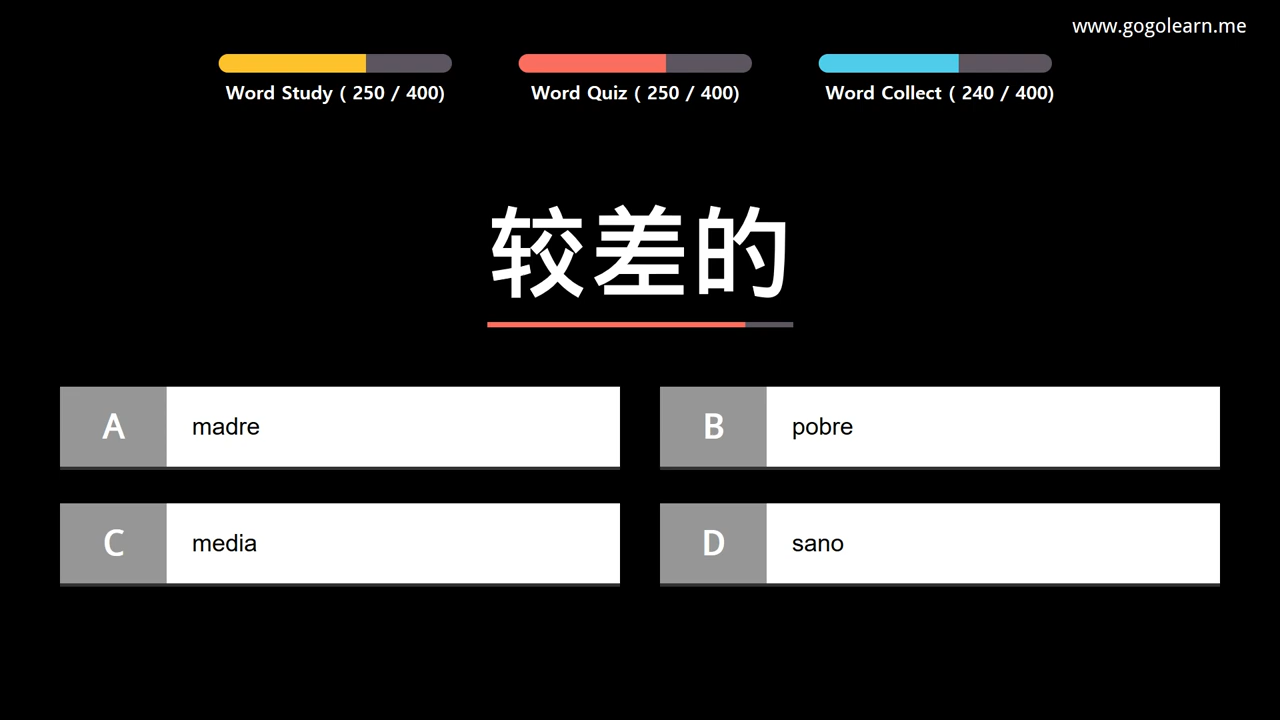 www.gogolearn.me
Word Study ( 250 / 400)
Word Quiz ( 250 / 400)
Word Collect ( 240 / 400)
较差的
A madre
B pobre
C media
D sano